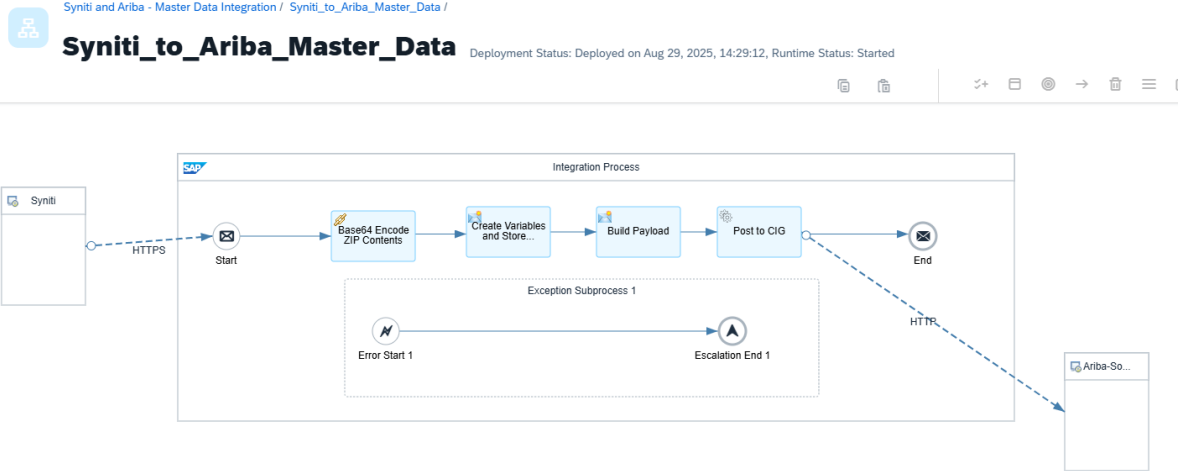 Syniti and Ariba - Master Data Integration / Syniti_to_Ariba_Master_Data /
Syniti_to_Ariba_Master_Data
Deployment Status: Deployed on Aug 29, 2025, 14:29:12, Runtime Status: Started
SAP
Integration Process
Syniti
HTTPS
Start
Base64 Encode
ZIP Contents
Create Variables
and Store...
Build Payload
Post to CIG
End
Exception Subprocess 1
Error Start 1
Escalation End 1
HTTP
Ariba-So...